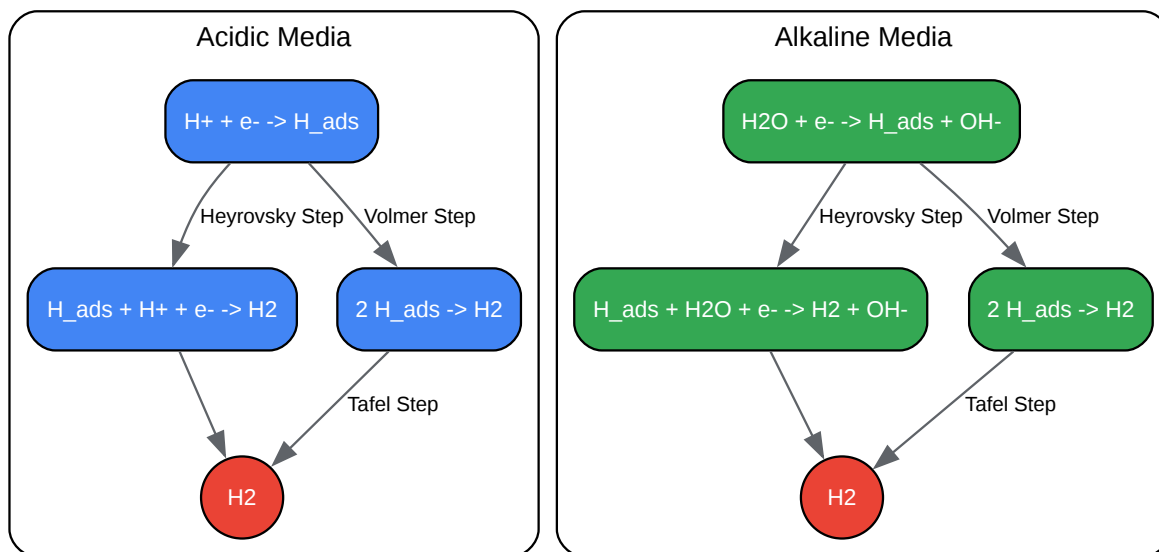 Acidic Media
H+ + e- -> H_ads
Heyrovsky Step
Volmer Step
H_ads + H+ + e- -> H2
2 H_ads -> H2
Tafel Step
H2
Alkaline Media
H2O + e- -> H_ads + OH-
Heyrovsky Step
Volmer Step
H_ads + H2O + e- -> H2 + OH-
2 H_ads -> H2
Tafel Step
H2